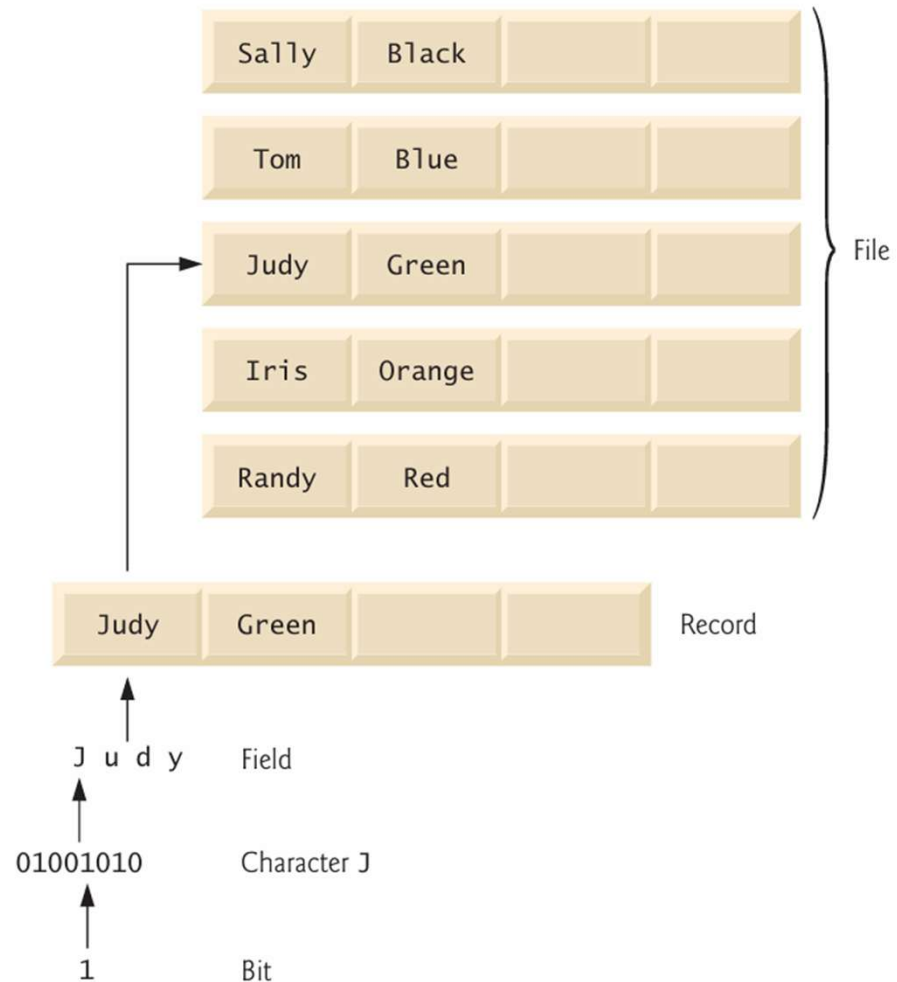 Sally Black
Tom Blue
Judy Green
File
Iris Orange
Randy Red
Judy Green Record
J u d y Field
01001010 Character J
1 Bit